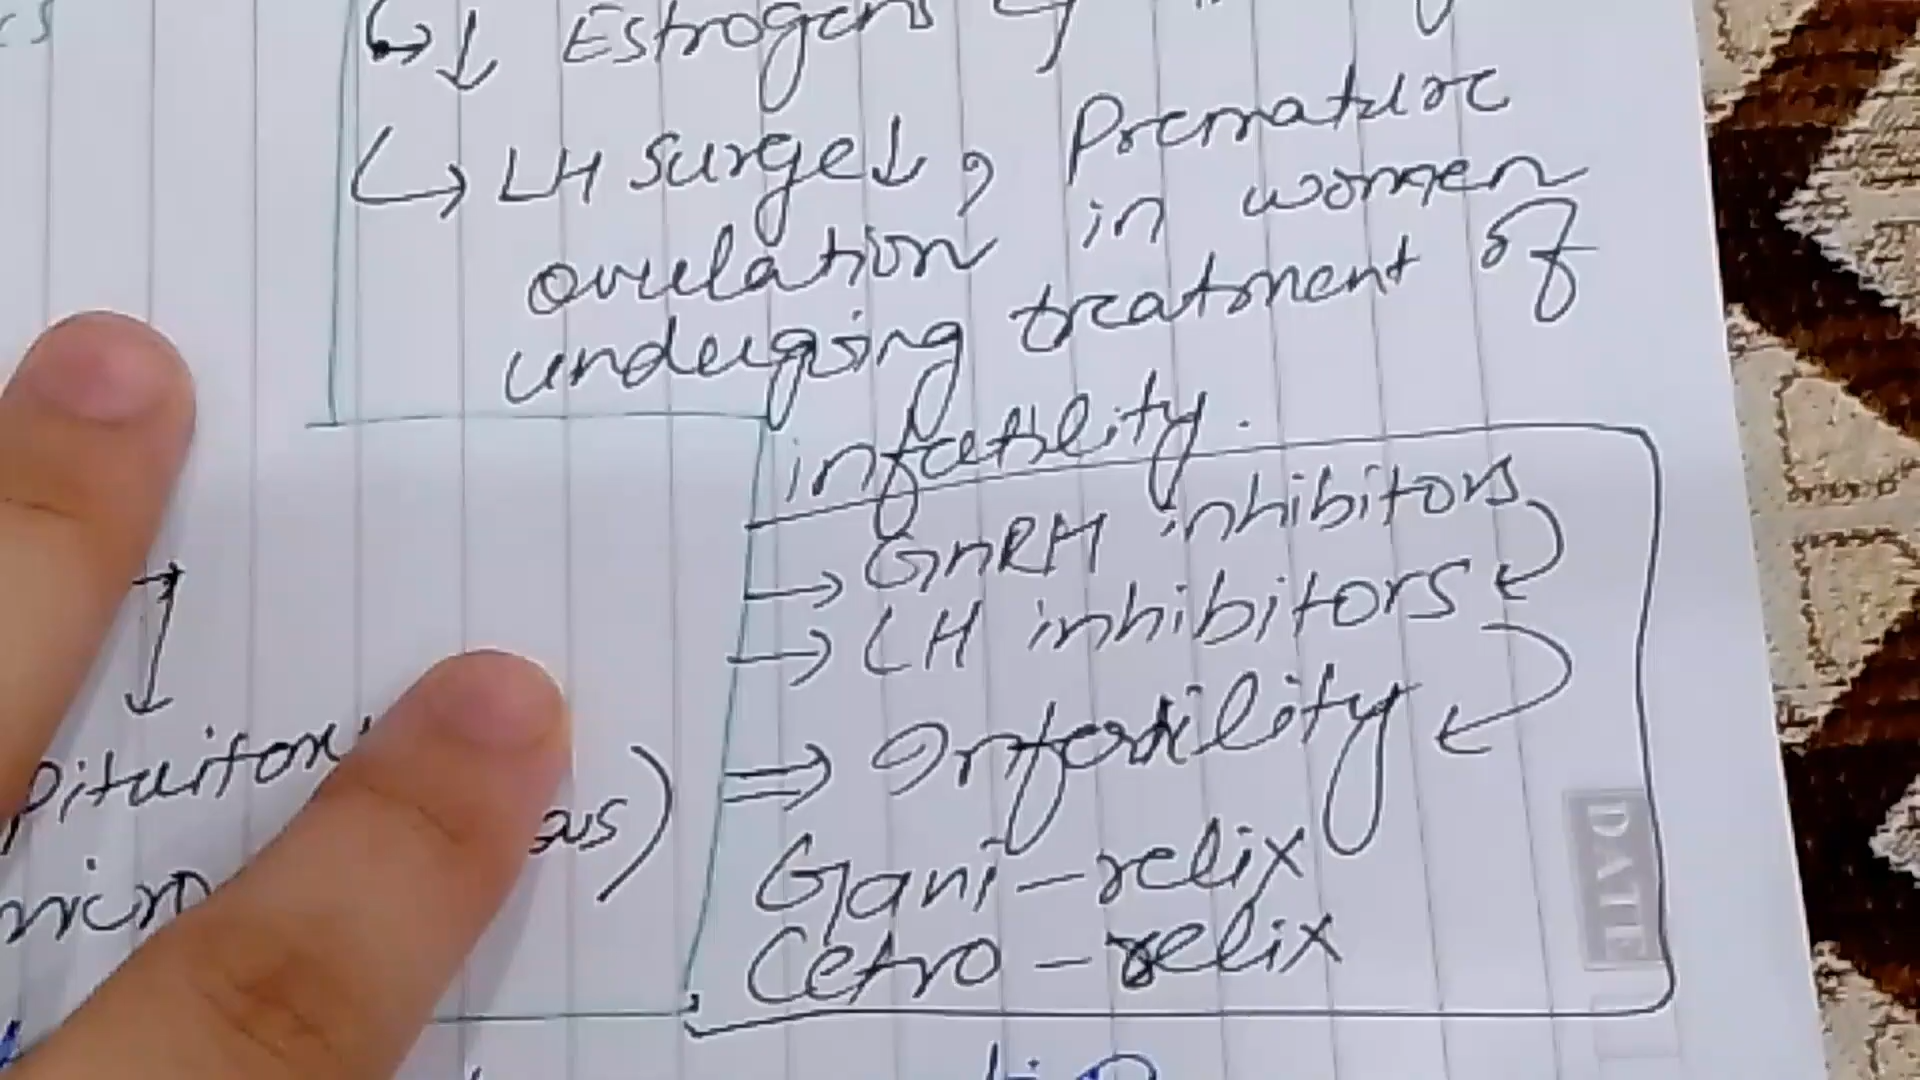 ↳↓ Estrogens
↳ LH surge↓, Premature
ovulation in women
undergoing treatment of
infertility.
→ GnRH inhibitors
→ LH inhibitors
⇒ Infertility
Gani-relix
Cetro-relix
DATE
micro